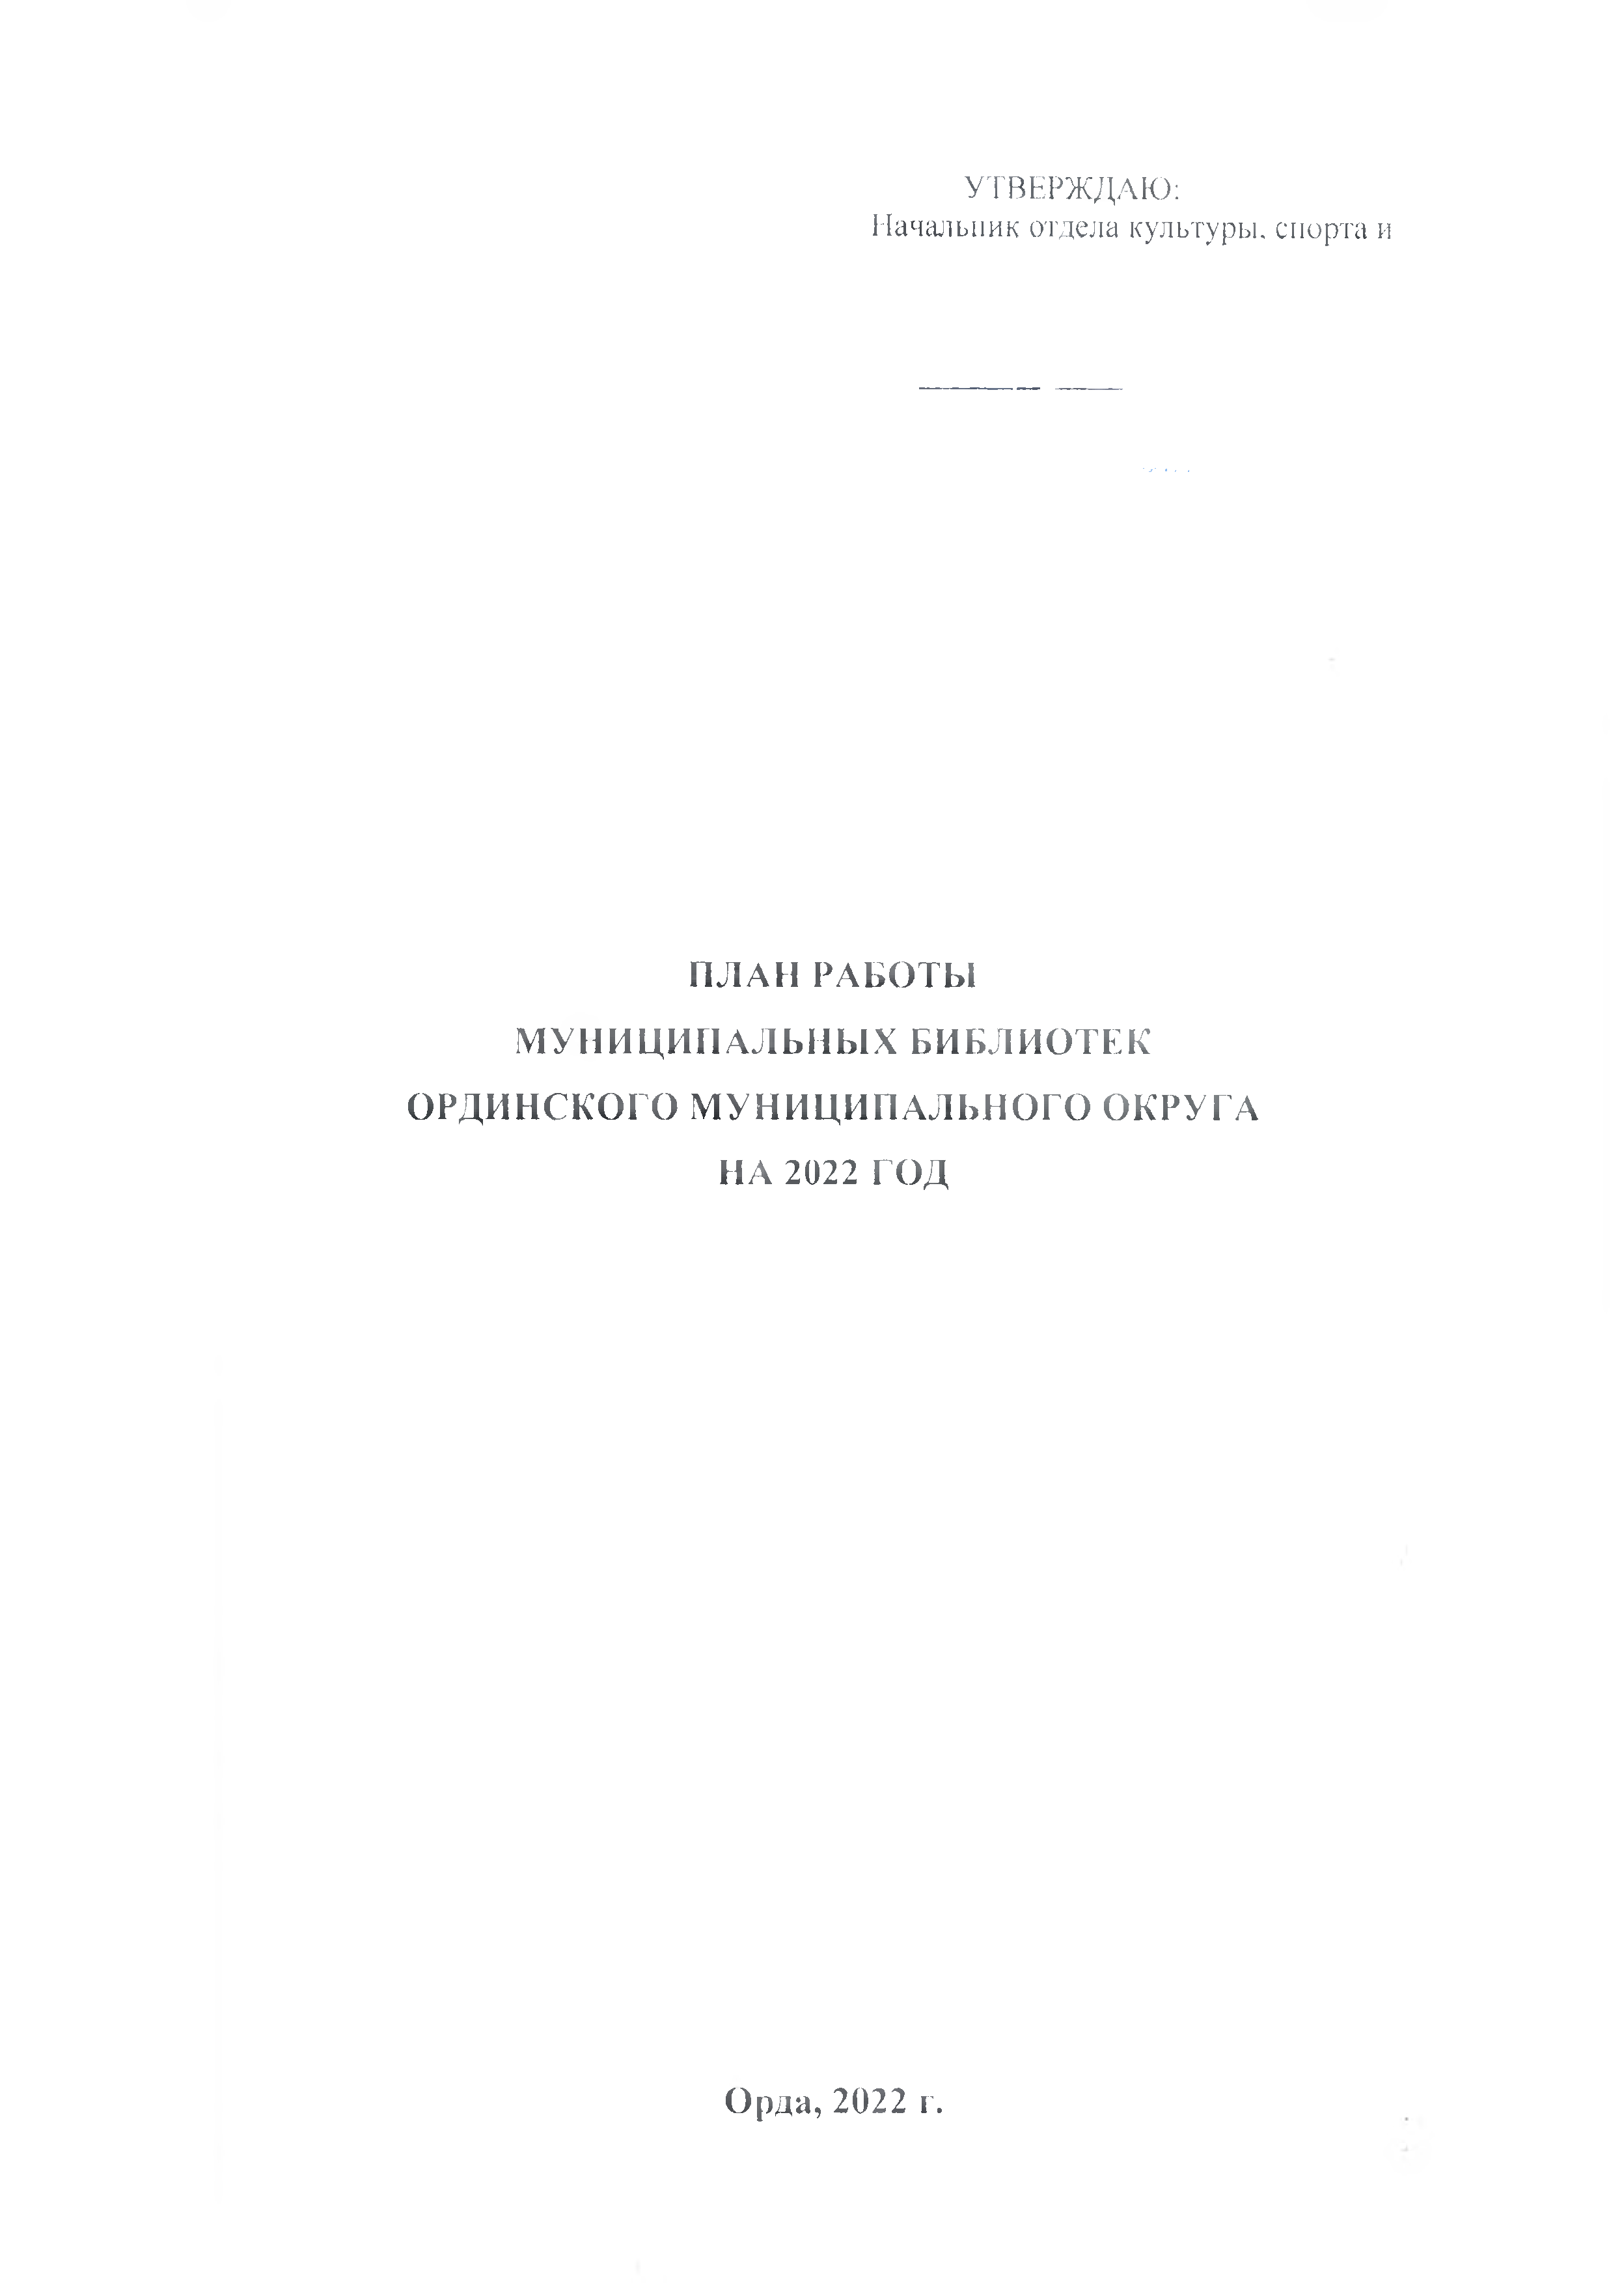 УТВЕРЖДАЮ:
Начальник отдела культуры, спорта и
ПЛАН РАБОТЫ
МУНИЦИПАЛЬНЫХ БИБЛИОТЕК
ОРДИНСКОГО МУНИЦИПАЛЬНОГО ОКРУГА
НА 2022 ГОД
Орда, 2022 г.